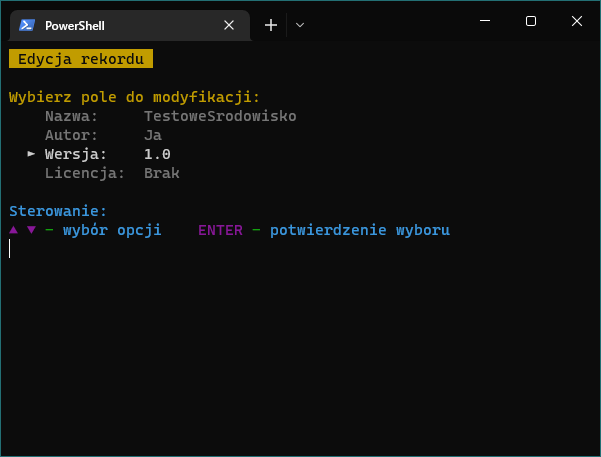 PowerShell
Edycja rekordu
Wybierz pole do modyfikacji:
Nazwa: TestoweSrodowisko
Autor: Ja
► Wersja: 1.0
Licencja: Brak
Sterowanie:
▲ ▼ - wybór opcji ENTER - potwierdzenie wyboru